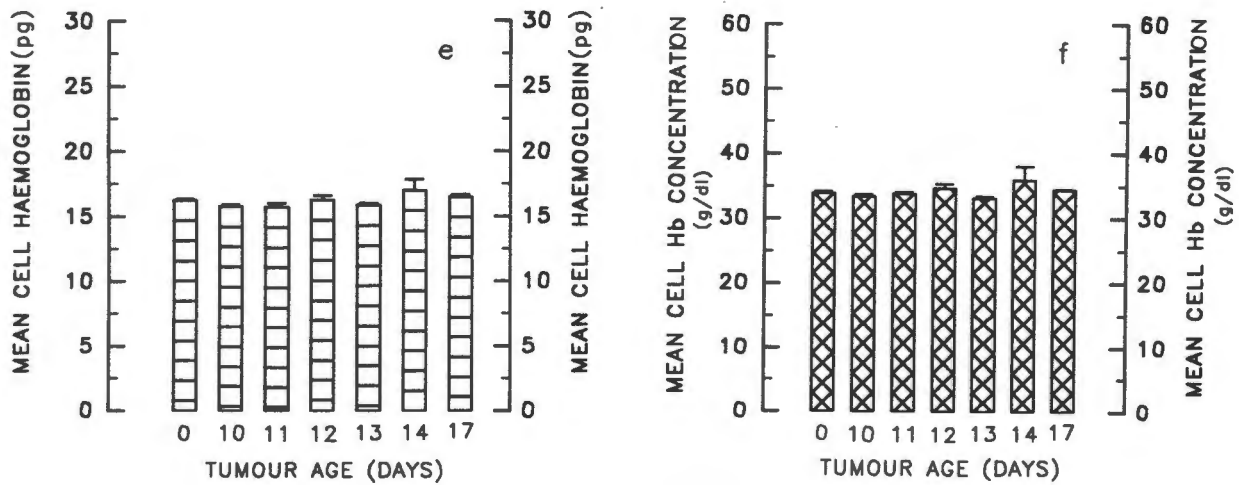 MEAN CELL HAEMOGLOBIN(pg)
30
25
20
15
10
5
0
e
30
25
20
15
10
5
0
MEAN CELL HAEMOGLOBIN(pg)
0 10 11 12 13 14 17
TUMOUR AGE (DAYS)
MEAN CELL Hb CONCENTRATION
(g/dl)
60
50
40
30
20
10
0
f
60
50
40
30
20
10
0
MEAN CELL Hb CONCENTRATION
(g/dl)
0 10 11 12 13 14 17
TUMOUR AGE (DAYS)